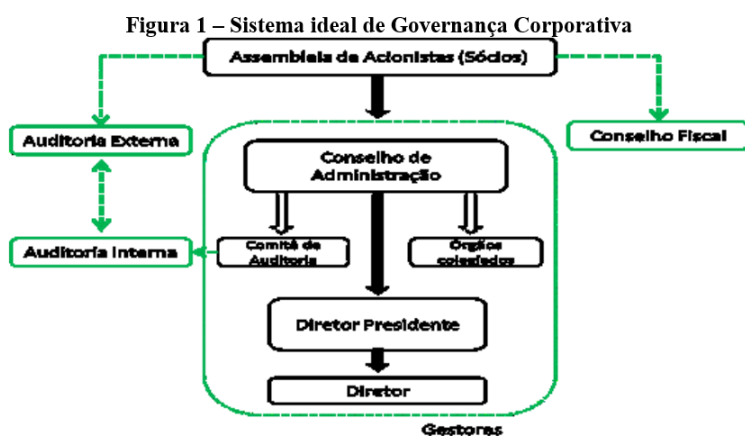 Figura 1 – Sistema ideal de Governança Corporativa
Assembleia de Acionistas (Sócios)
Auditoria Externa
Conselho Fiscal
Conselho de
Administração
Auditoria Interna
Comitê de
Auditoria
Órgãos
colegiados
Diretor Presidente
Diretor
Gestores